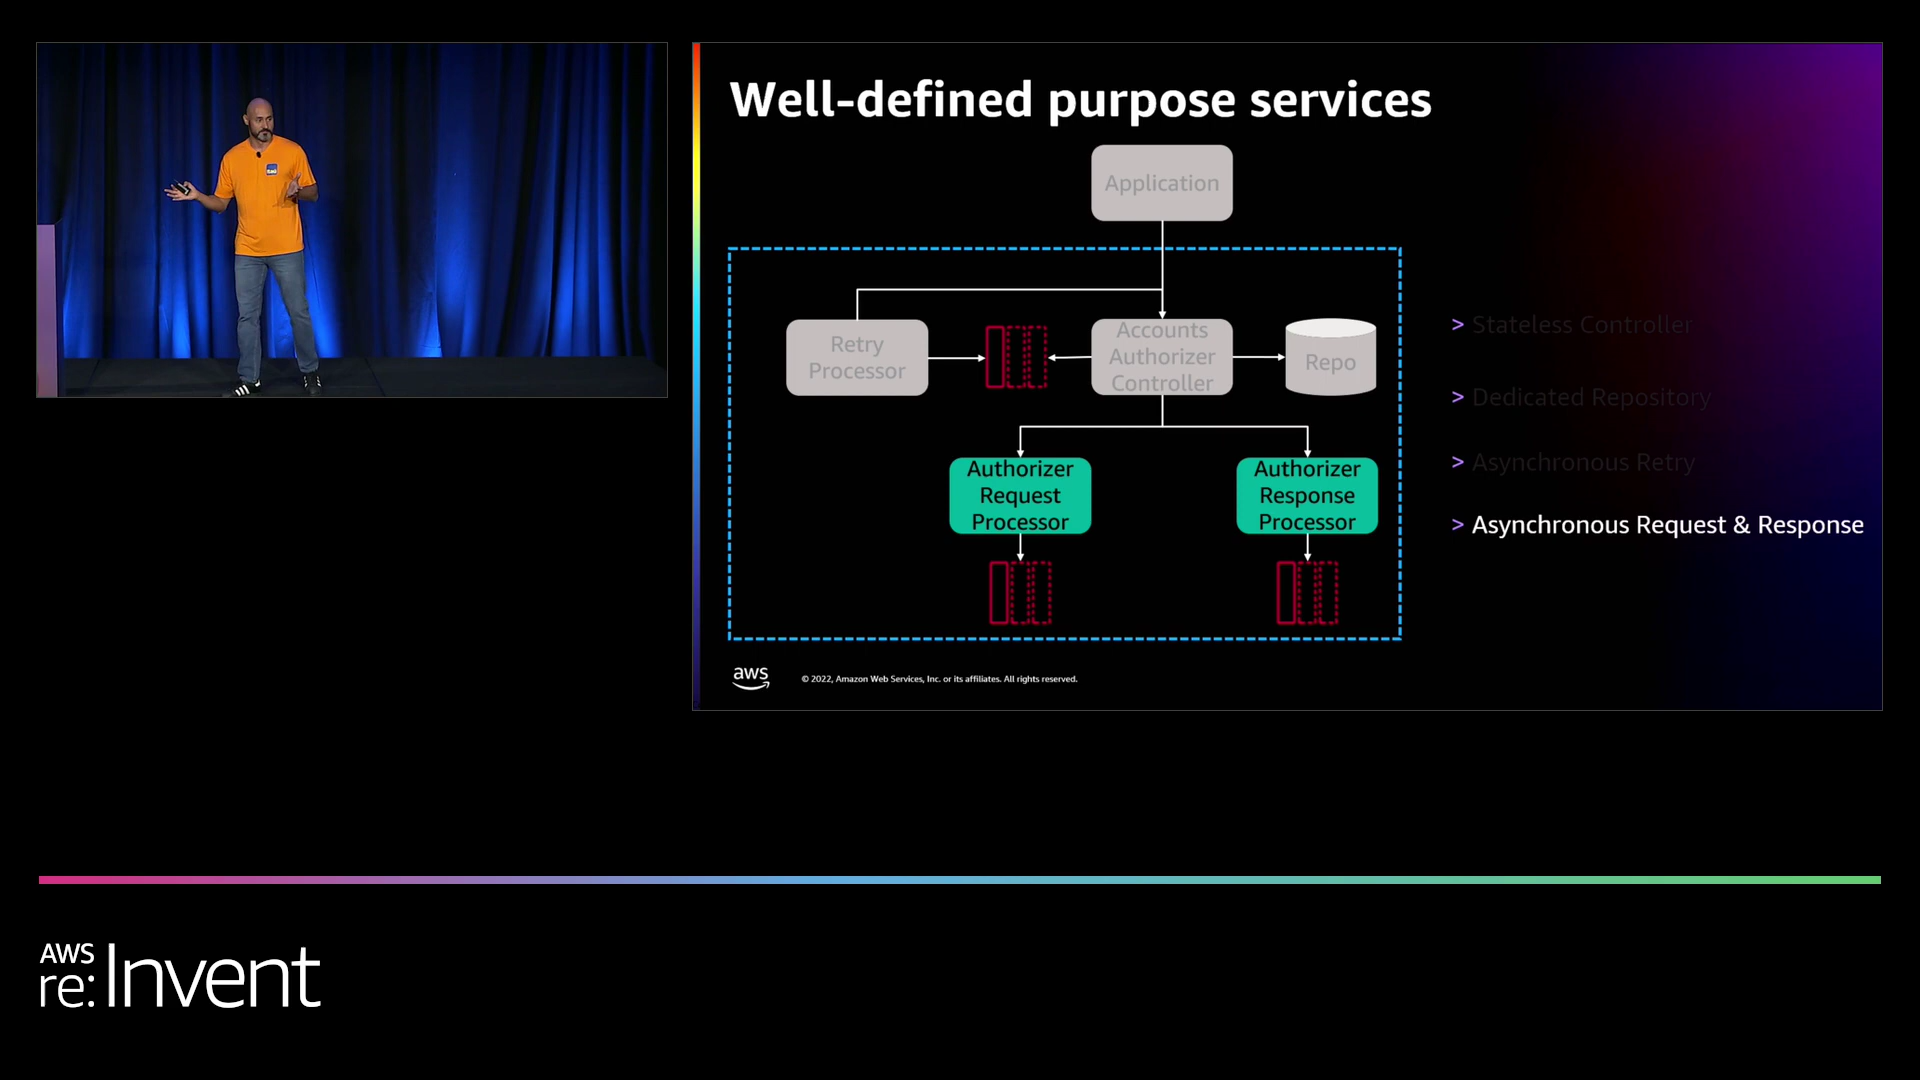 Well-defined purpose services
Application
Retry
Processor
Accounts
Authorizer
Controller
Repo
Authorizer
Request
Processor
Authorizer
Response
Processor
> Stateless Controller
> Dedicated Repository
> Asynchronous Retry
> Asynchronous Request & Response
aws
© 2022, Amazon Web Services, Inc. or its affiliates. All rights reserved.
AWS
re:Invent